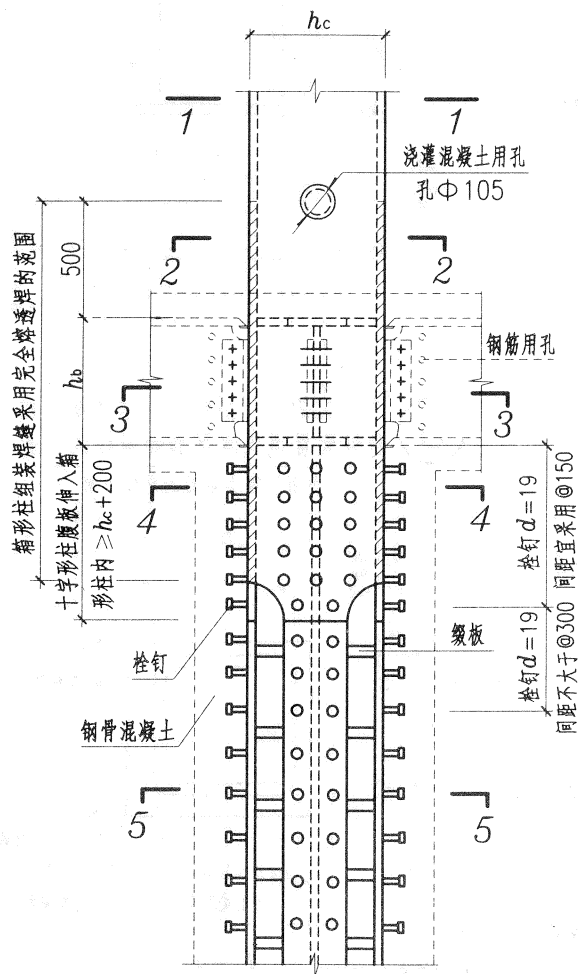 hc
1
1
浇灌混凝土用孔
孔Φ105
2
2
500
箱形柱组装焊缝采用完全熔透焊的范围
hb
钢筋用孔
3
3
十字形柱腹板伸入箱
形柱内≥hc+200
4
4
栓钉d=19
间距宜采用@150
栓钉
缀板
栓钉d=19
间距不大于@300
钢骨混凝土
5
5